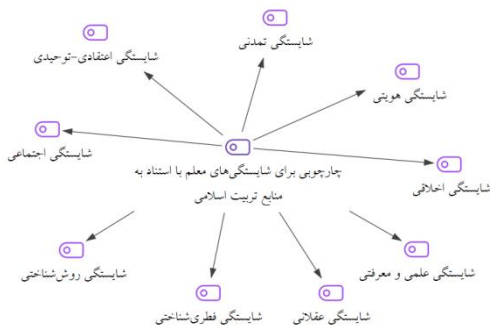 شایستگی تمدنی
شایستگی اعتقادی-توحیدی
شایستگی هویتی
شایستگی اجتماعی
چارچوبی برای شایستگی‌های معلم با استناد به
منابع تربیت اسلامی
شایستگی اخلاقی
شایستگی روش‌شناختی
شایستگی علمی و معرفتی
شایستگی فطری‌شناختی
شایستگی عقلانی